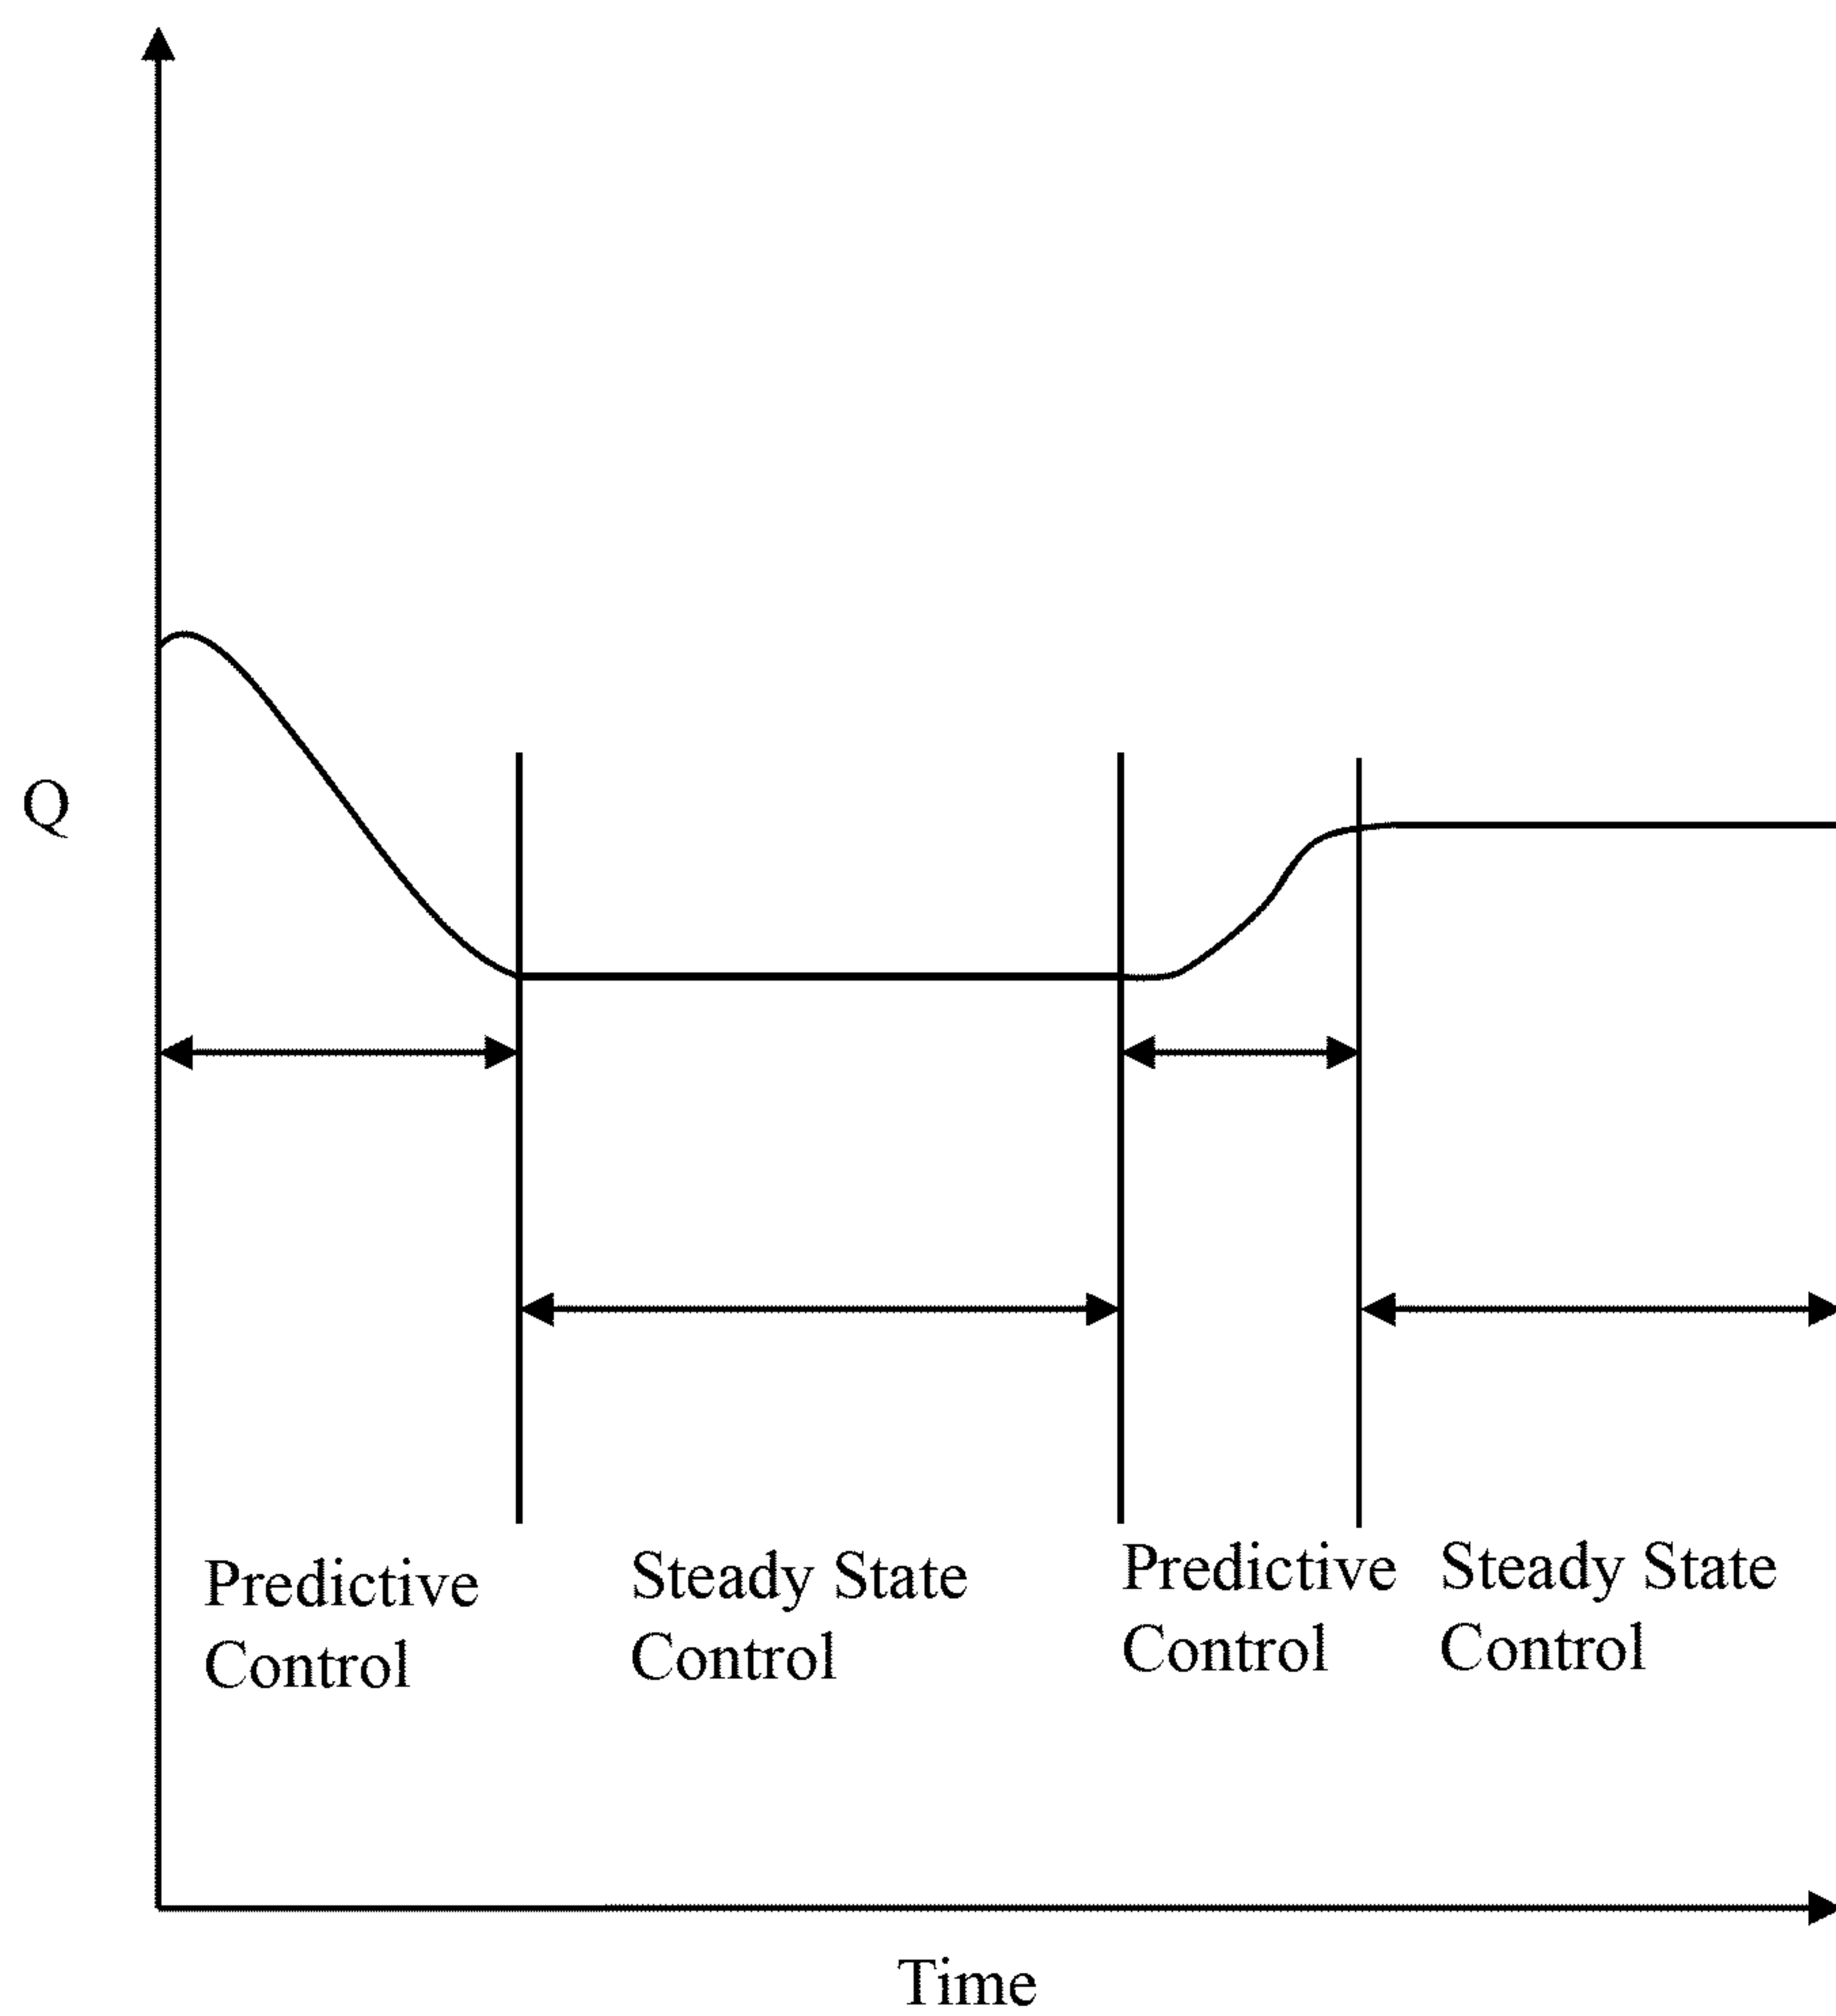 Q
Predictive
Control
Steady State
Control
Predictive
Control
Steady State
Control
Time